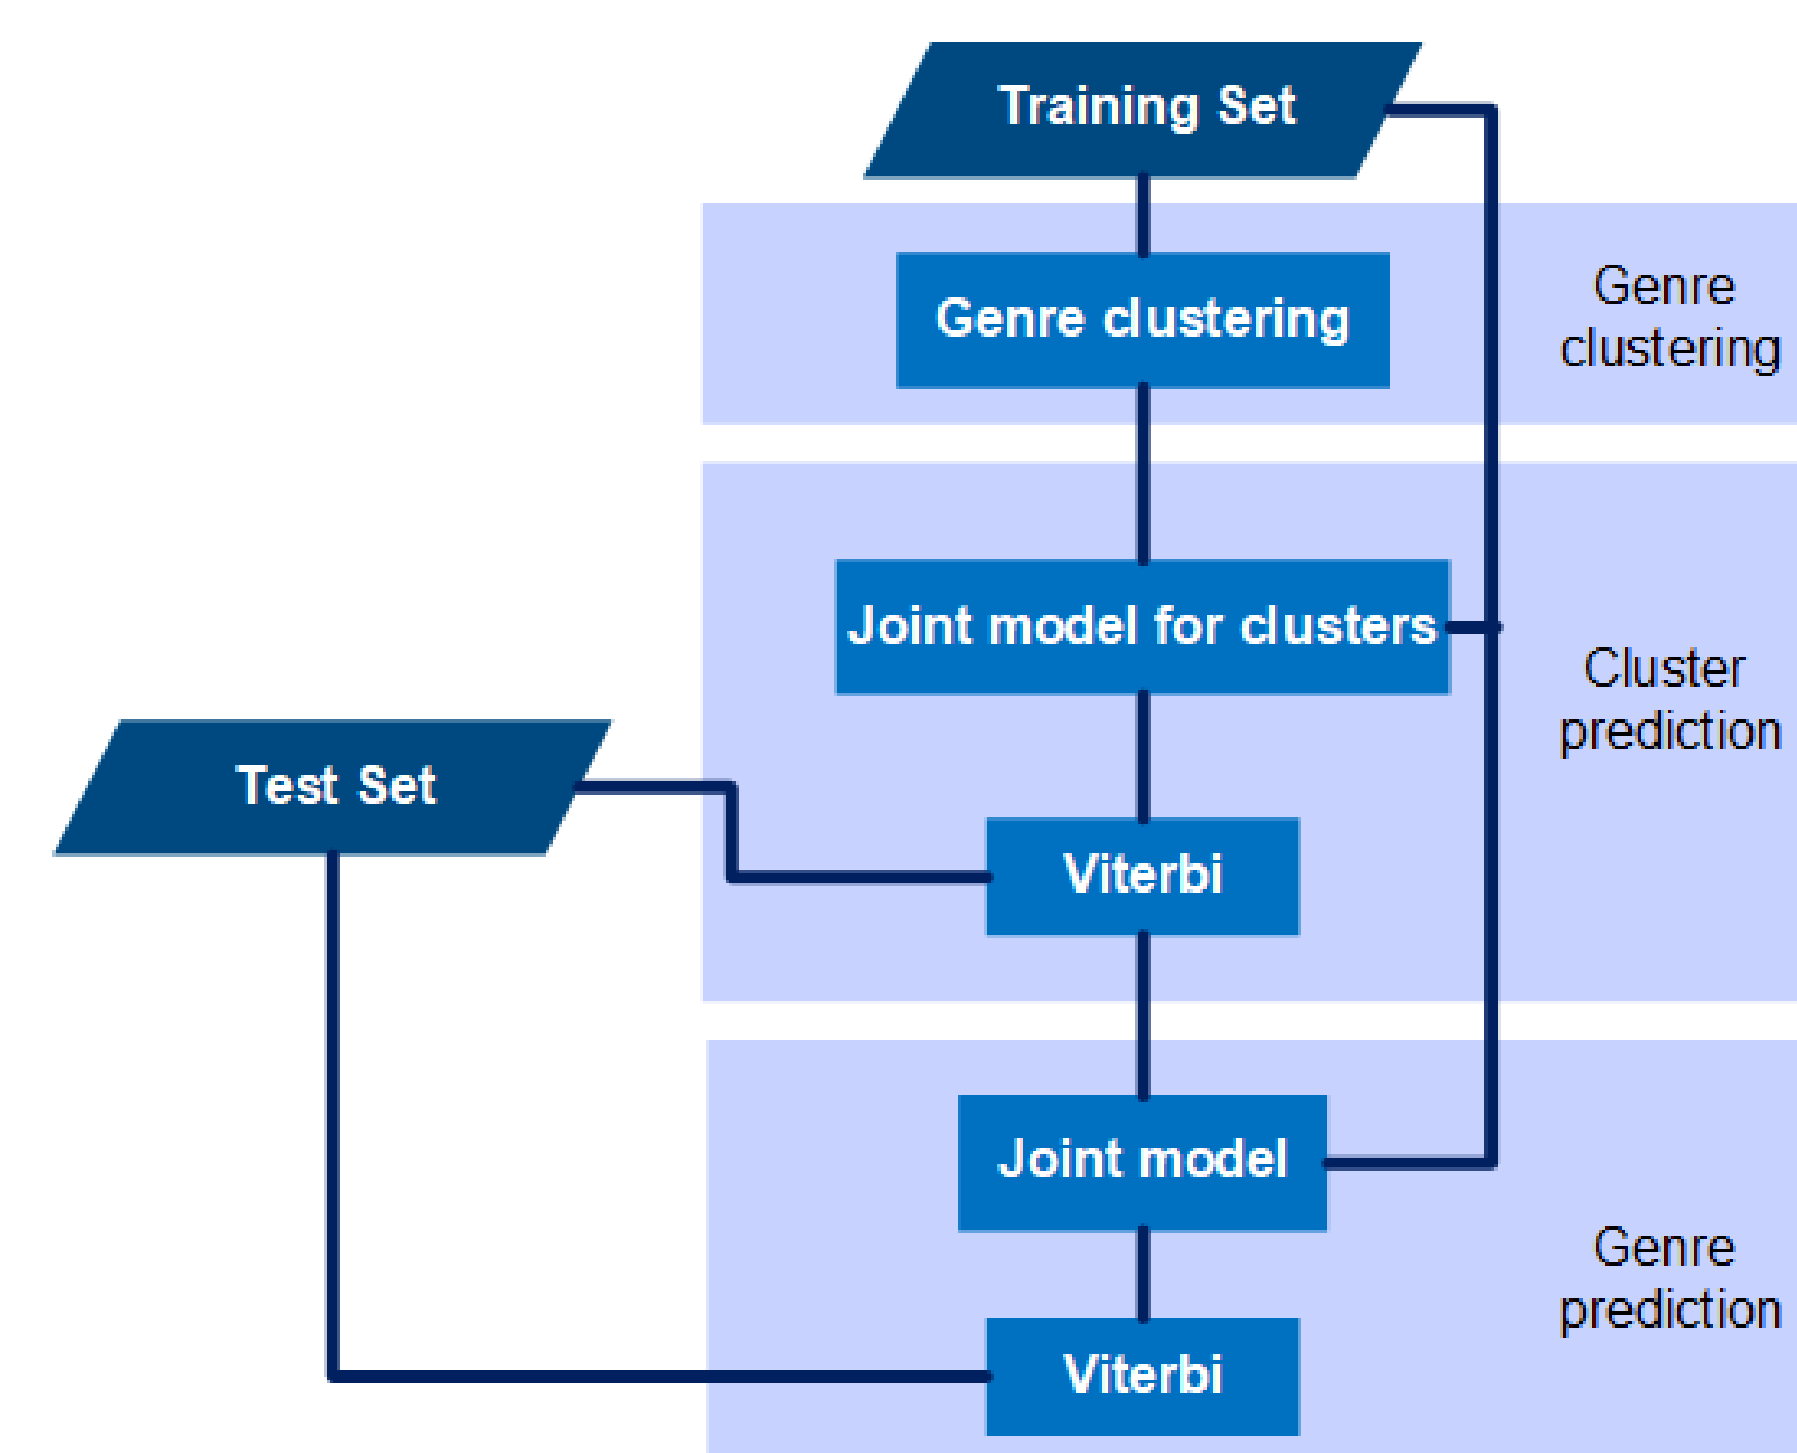 Training Set
Genre clustering
Genre
clustering
Joint model for clusters
Cluster
prediction
Test Set
Viterbi
Joint model
Genre
prediction
Viterbi